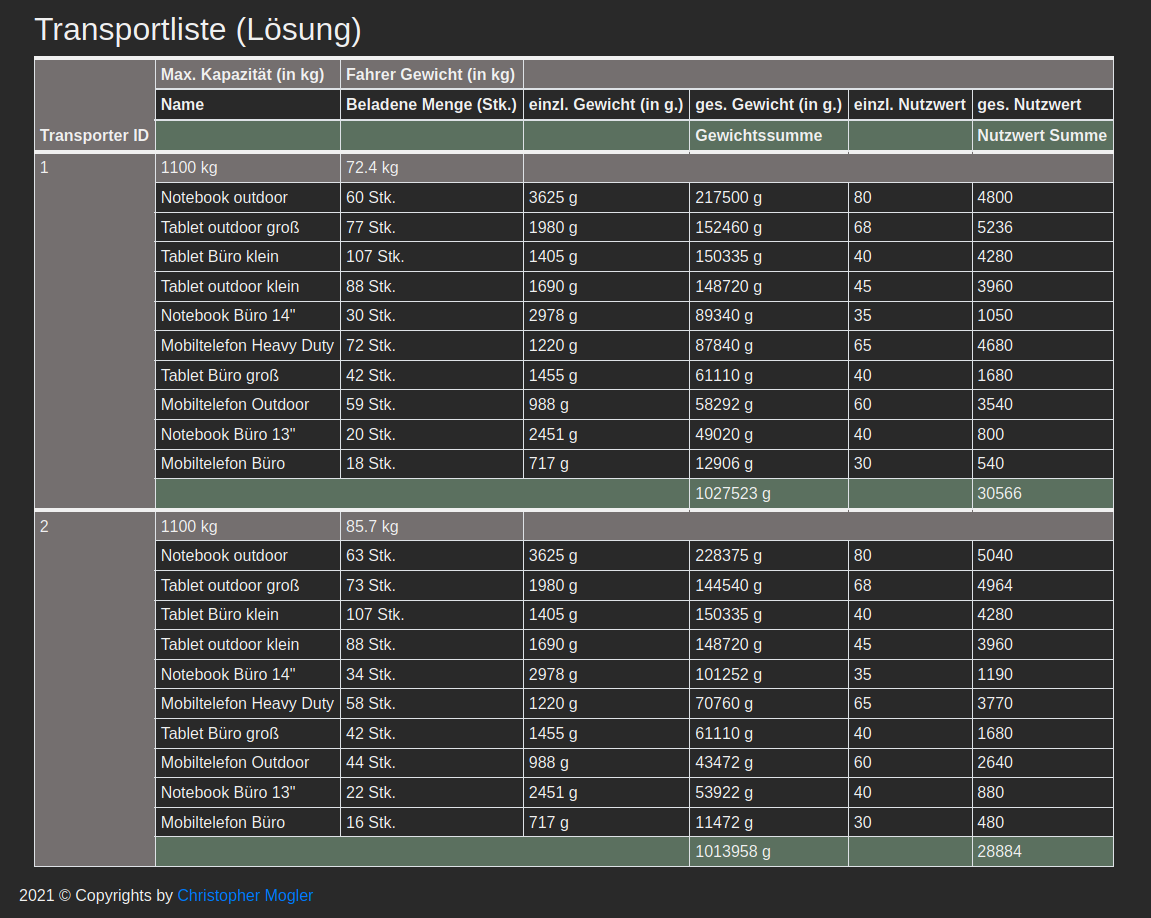 Transportliste (Lösung)
Max. Kapazität (in kg) Fahrer Gewicht (in kg)
Name Beladene Menge (Stk.) einzl. Gewicht (in g.) ges. Gewicht (in g.) einzl. Nutzwert ges. Nutzwert
Transporter ID Gewichtssumme Nutzwert Summe
1 1100 kg 72.4 kg
Notebook outdoor 60 Stk. 3625 g 217500 g 80 4800
Tablet outdoor groß 77 Stk. 1980 g 152460 g 68 5236
Tablet Büro klein 107 Stk. 1405 g 150335 g 40 4280
Tablet outdoor klein 88 Stk. 1690 g 148720 g 45 3960
Notebook Büro 14" 30 Stk. 2978 g 89340 g 35 1050
Mobiltelefon Heavy Duty 72 Stk. 1220 g 87840 g 65 4680
Tablet Büro groß 42 Stk. 1455 g 61110 g 40 1680
Mobiltelefon Outdoor 59 Stk. 988 g 58292 g 60 3540
Notebook Büro 13" 20 Stk. 2451 g 49020 g 40 800
Mobiltelefon Büro 18 Stk. 717 g 12906 g 30 540
1027523 g 30566
2 1100 kg 85.7 kg
Notebook outdoor 63 Stk. 3625 g 228375 g 80 5040
Tablet outdoor groß 73 Stk. 1980 g 144540 g 68 4964
Tablet Büro klein 107 Stk. 1405 g 150335 g 40 4280
Tablet outdoor klein 88 Stk. 1690 g 148720 g 45 3960
Notebook Büro 14" 34 Stk. 2978 g 101252 g 35 1190
Mobiltelefon Heavy Duty 58 Stk. 1220 g 70760 g 65 3770
Tablet Büro groß 42 Stk. 1455 g 61110 g 40 1680
Mobiltelefon Outdoor 44 Stk. 988 g 43472 g 60 2640
Notebook Büro 13" 22 Stk. 2451 g 53922 g 40 880
Mobiltelefon Büro 16 Stk. 717 g 11472 g 30 480
1013958 g 28884
2021 © Copyrights by Christopher Mogler